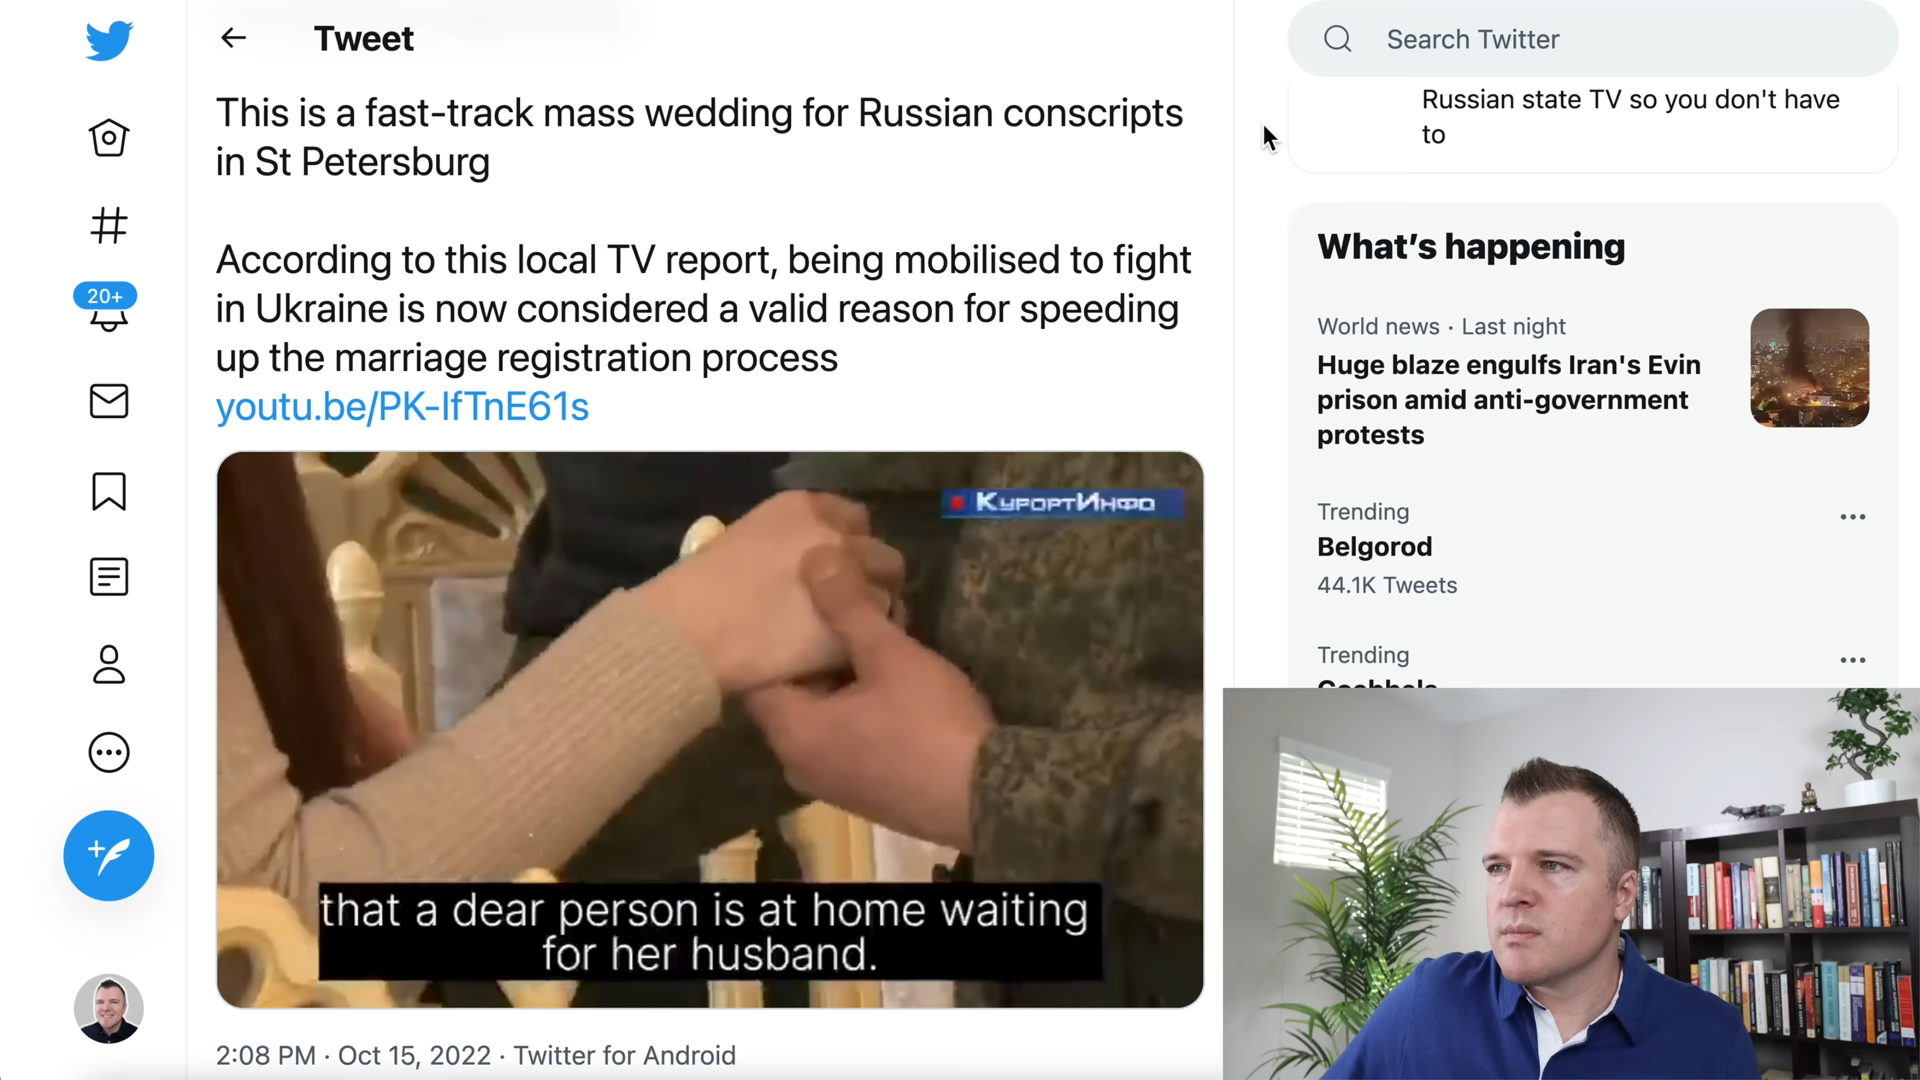 Tweet
This is a fast-track mass wedding for Russian conscripts
in St Petersburg
According to this local TV report, being mobilised to fight
in Ukraine is now considered a valid reason for speeding
up the marriage registration process
youtu.be/PK-lfTnE61s
КурортИнфо
that a dear person is at home waiting
for her husband.
2:08 PM · Oct 15, 2022 · Twitter for Android
20+
Search Twitter
Russian state TV so you don't have
to
What's happening
World news · Last night
Huge blaze engulfs Iran's Evin
prison amid anti-government
protests
Trending
Belgorod
44.1K Tweets
Trending